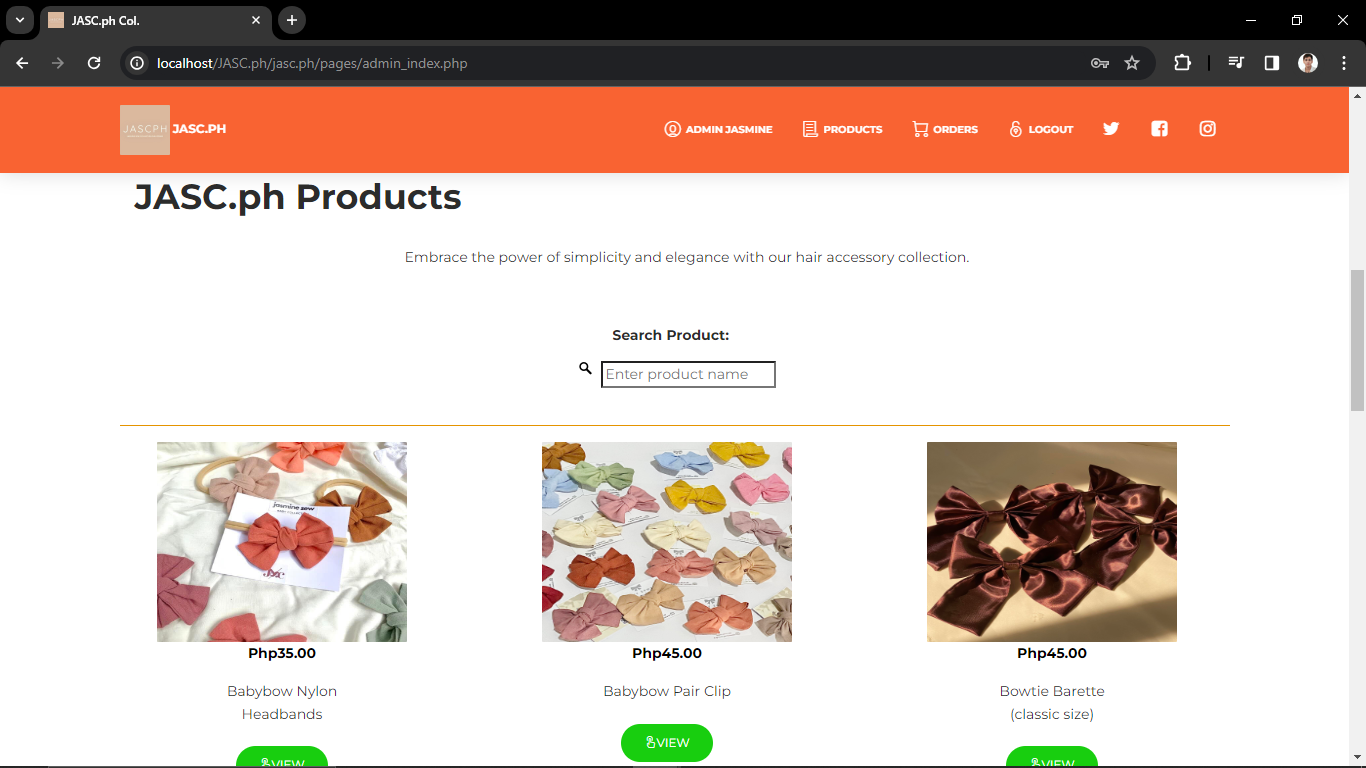 JASC.ph Col.
localhost/JASC.ph/jasc.ph/pages/admin_index.php
JASCPH JASC.PH ADMIN JASMINE PRODUCTS ORDERS LOGOUT
JASC.ph Products
Embrace the power of simplicity and elegance with our hair accessory collection.
Search Product:
Enter product name
jasmine sew
Php35.00 Php45.00 Php45.00
Babybow Nylon Babybow Pair Clip Bowtie Barette
Headbands (classic size)
VIEW VIEW VIEW